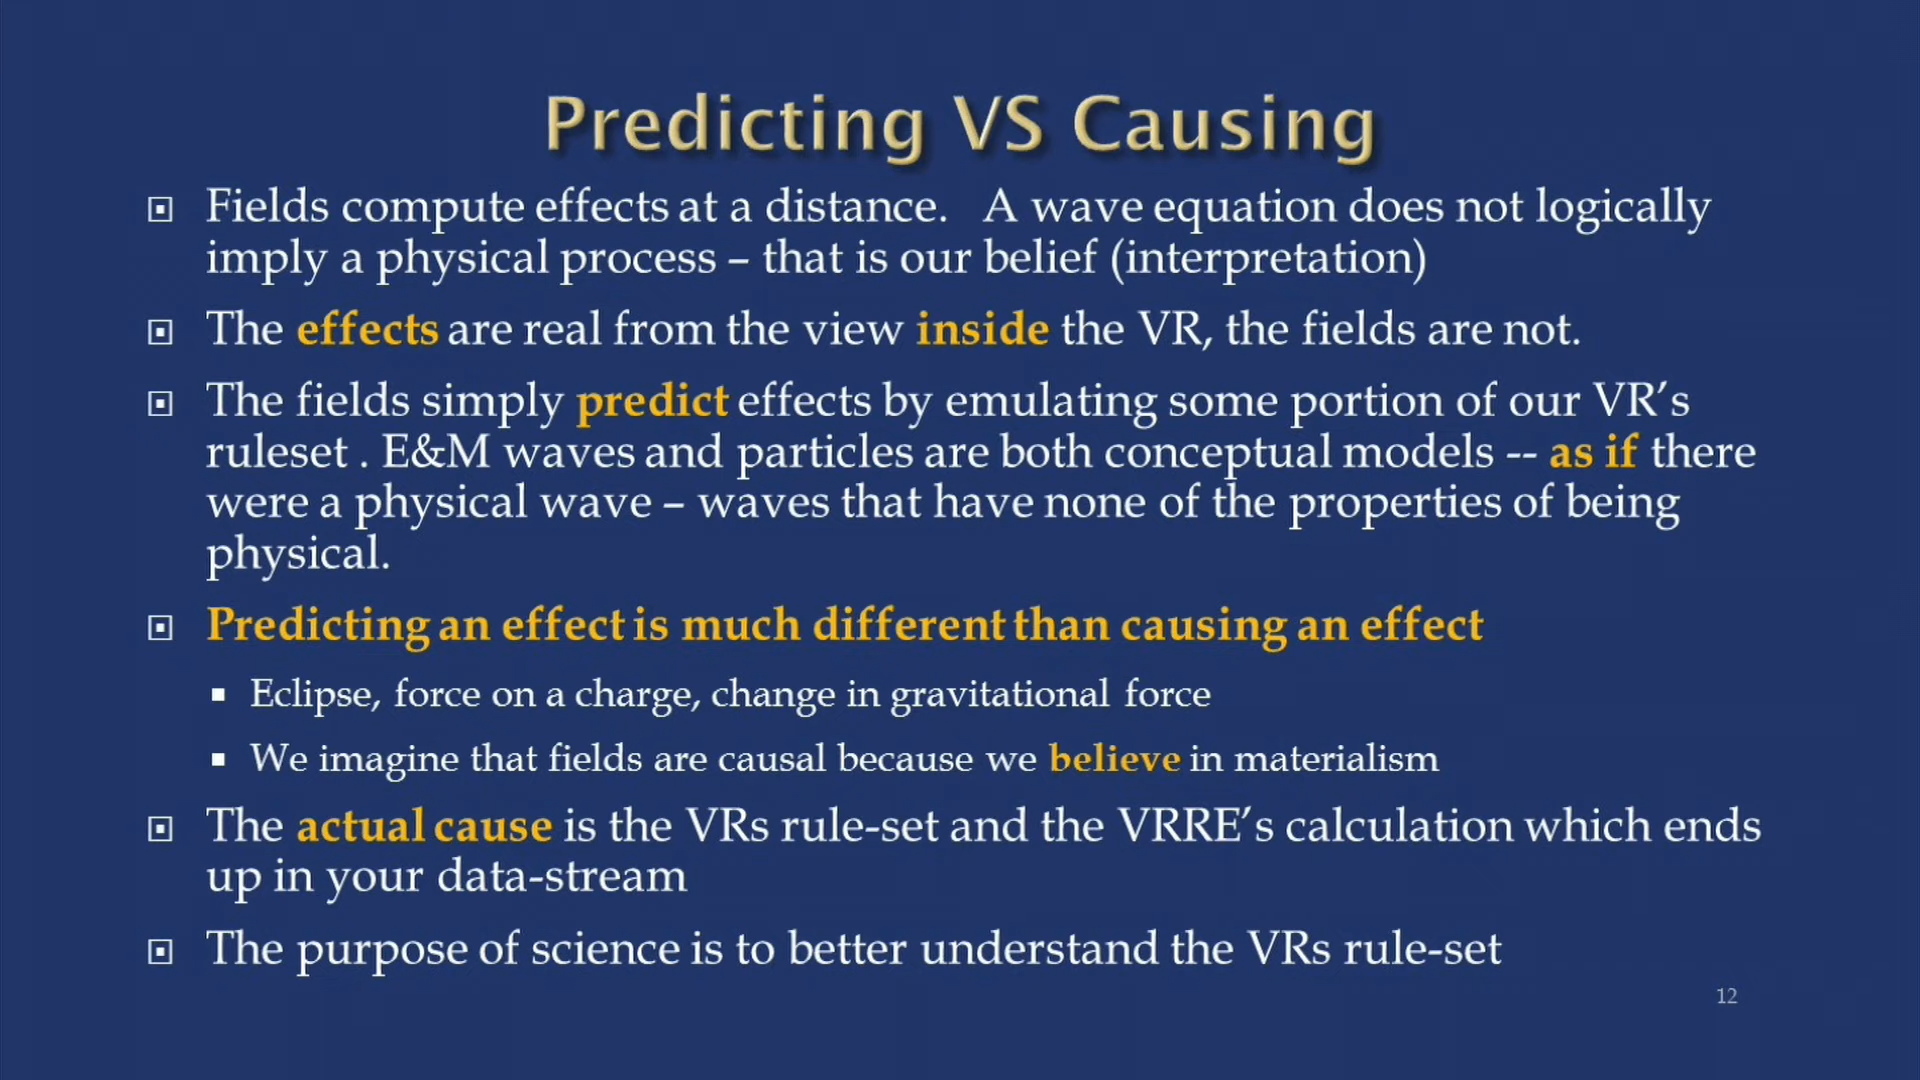 Predicting VS Causing
Fields compute effects at a distance. A wave equation does not logically
imply a physical process – that is our belief (interpretation)
The effects are real from the view inside the VR, the fields are not.
The fields simply predict effects by emulating some portion of our VR’s
ruleset . E&M waves and particles are both conceptual models -- as if there
were a physical wave – waves that have none of the properties of being
physical.
Predicting an effect is much different than causing an effect
Eclipse, force on a charge, change in gravitational force
We imagine that fields are causal because we believe in materialism
The actual cause is the VRs rule-set and the VRRE’s calculation which ends
up in your data-stream
The purpose of science is to better understand the VRs rule-set
12